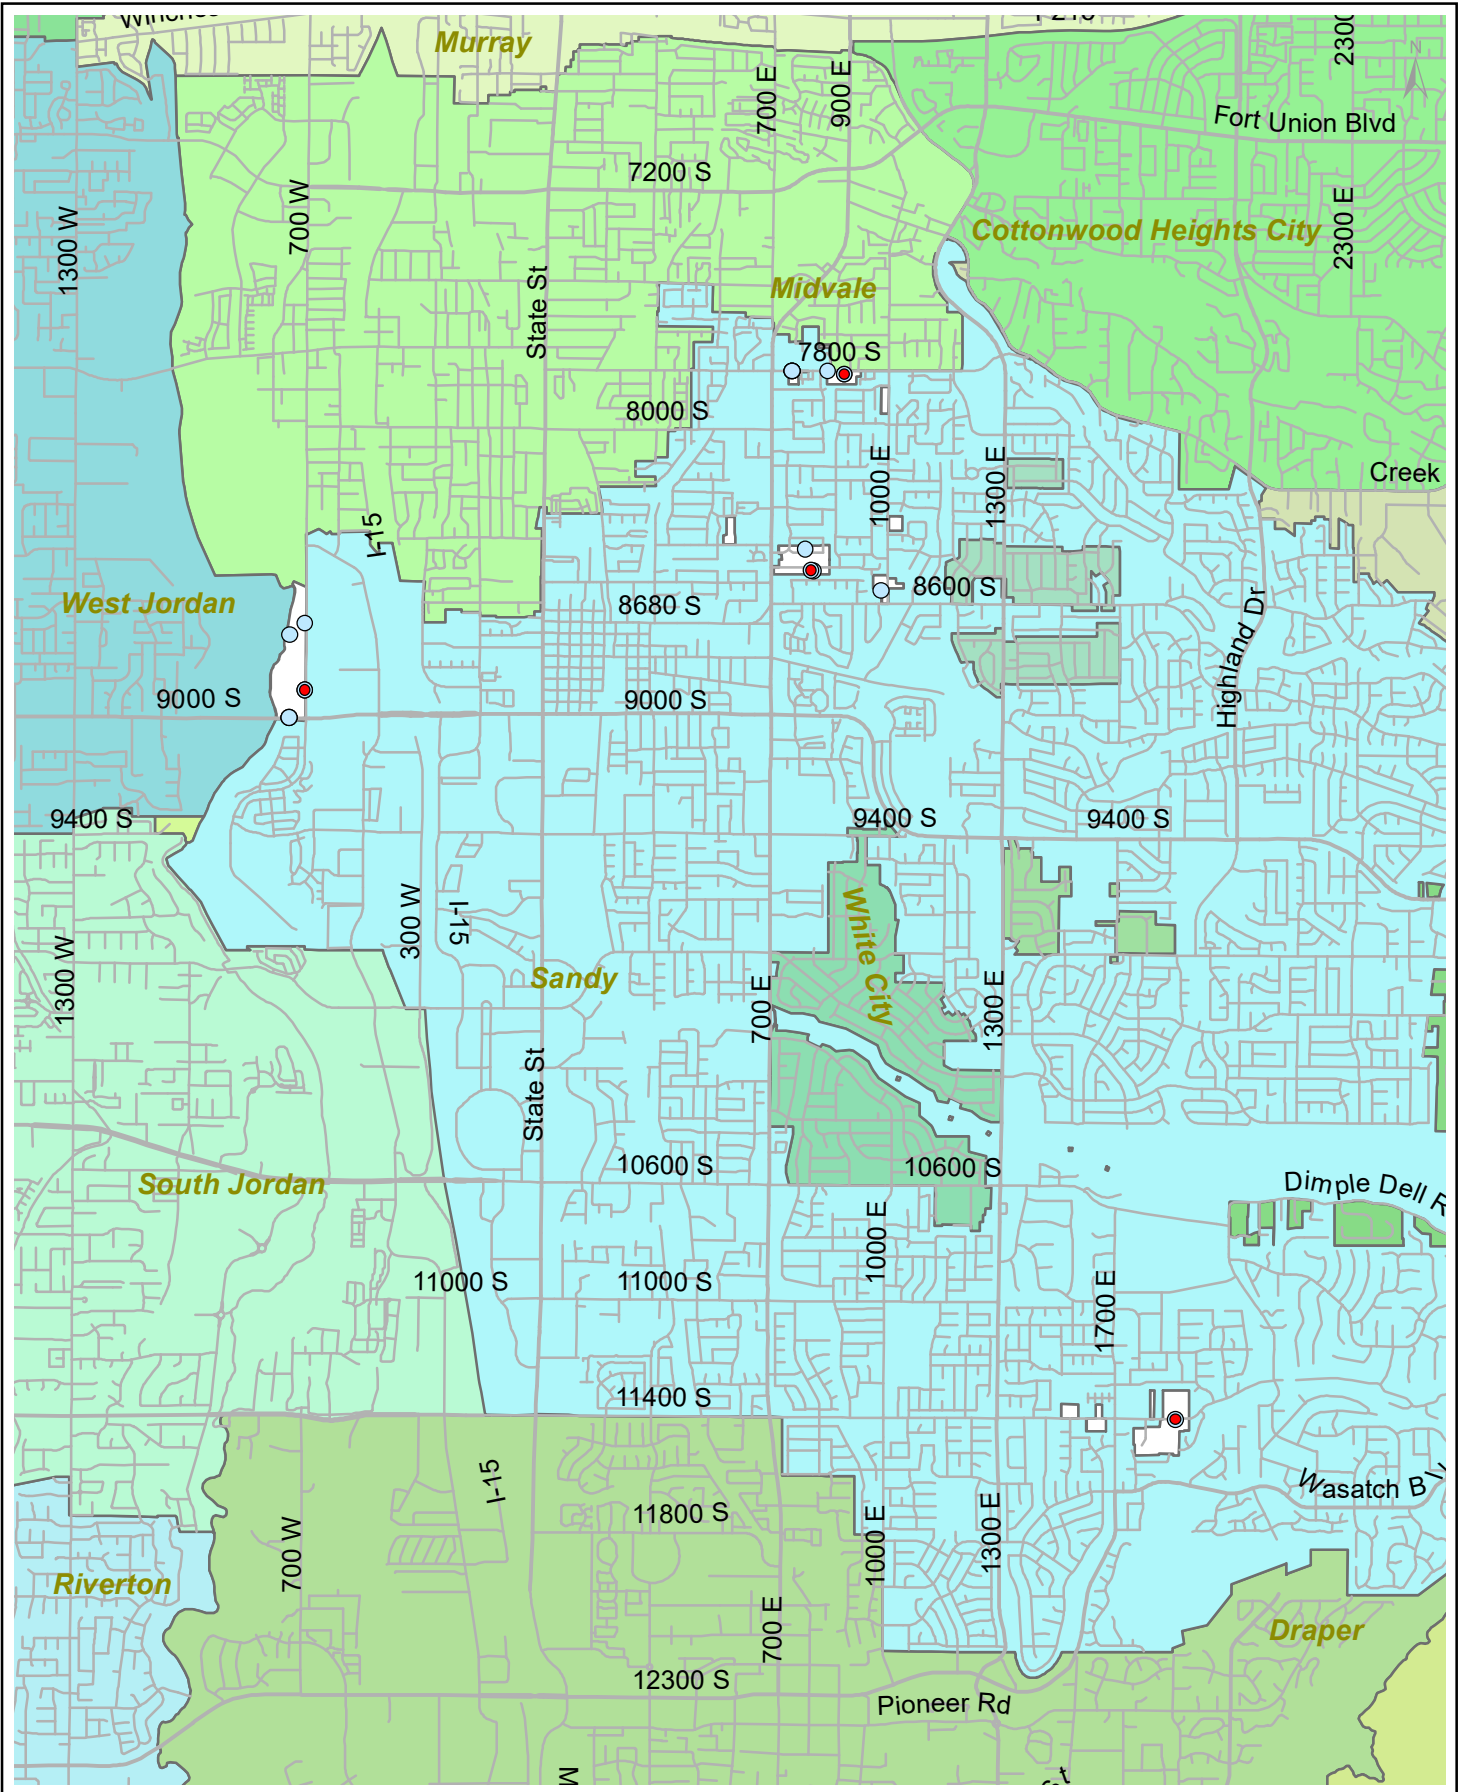 Murray
2300
700 E
900 E
Fort Union Blvd
N
7200 S
1300 W
700 W
2300 E
Cottonwood Heights City
State St
Midvale
7800 S
8000 S
1000 E
1300 E
Creek
I-15
West Jordan
8680 S
8600 S
Highland Dr
9000 S
9000 S
9400 S
9400 S
9400 S
300 W
I-15
White City
1300 W
Sandy
700 E
1300 E
State St
10600 S
10600 S
South Jordan
Dimple Dell R
1000 E
11000 S
11000 S
1700 E
11400 S
I-15
Wasatch Blv
11800 S
700 W
1000 E
1300 E
Riverton
700 E
Draper
12300 S
Pioneer Rd
M